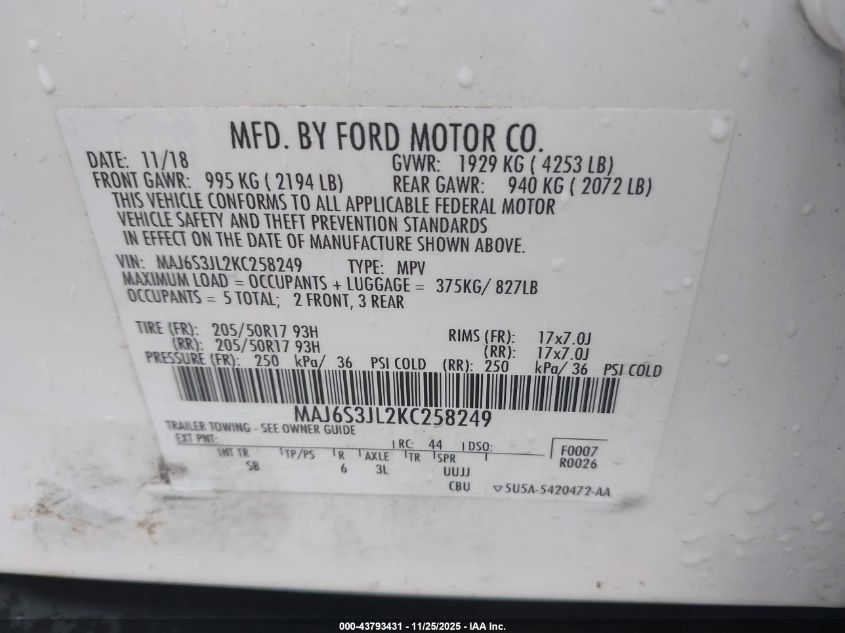 MFD. BY FORD MOTOR CO.
DATE: 11/18 GVWR: 1929 KG ( 4253 LB)
FRONT GAWR: 995 KG ( 2194 LB) REAR GAWR: 940 KG ( 2072 LB)
THIS VEHICLE CONFORMS TO ALL APPLICABLE FEDERAL MOTOR
VEHICLE SAFETY AND THEFT PREVENTION STANDARDS
IN EFFECT ON THE DATE OF MANUFACTURE SHOWN ABOVE.
VIN: MAJ6S3JL2KC258249 TYPE: MPV
MAXIMUM LOAD = OCCUPANTS + LUGGAGE = 375KG/ 827LB
OCCUPANTS = 5 TOTAL; 2 FRONT, 3 REAR
TIRE (FR): 205/50R17 93H RIMS (FR): 17x7.0J
(RR): 205/50R17 93H (RR): 17x7.0J
PRESSURE (FR): 250 kPa/ 36 PSI COLD (RR): 250 kPa/ 36 PSI COLD
MAJ6S3JL2KC258249
TRAILER TOWING - SEE OWNER GUIDE
EXT PNT: RC: 44 DSO: F0007
INT TR TP/PS R AXLE TR SPR R0026
SB 6 3L UUJJ
CBU 5U5A-5420472-AA
000-43793431 - 11/25/2025 - IAA Inc.